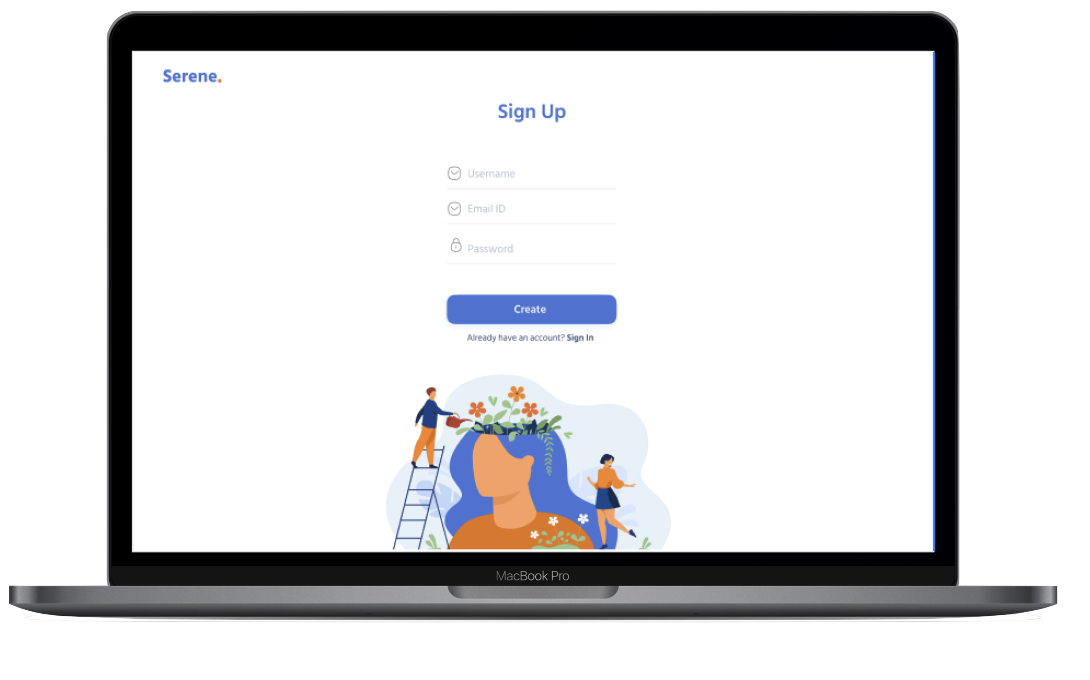 Serene.
Sign Up
Username
Email ID
Password
Create
Already have an account? Sign In
MacBook Pro